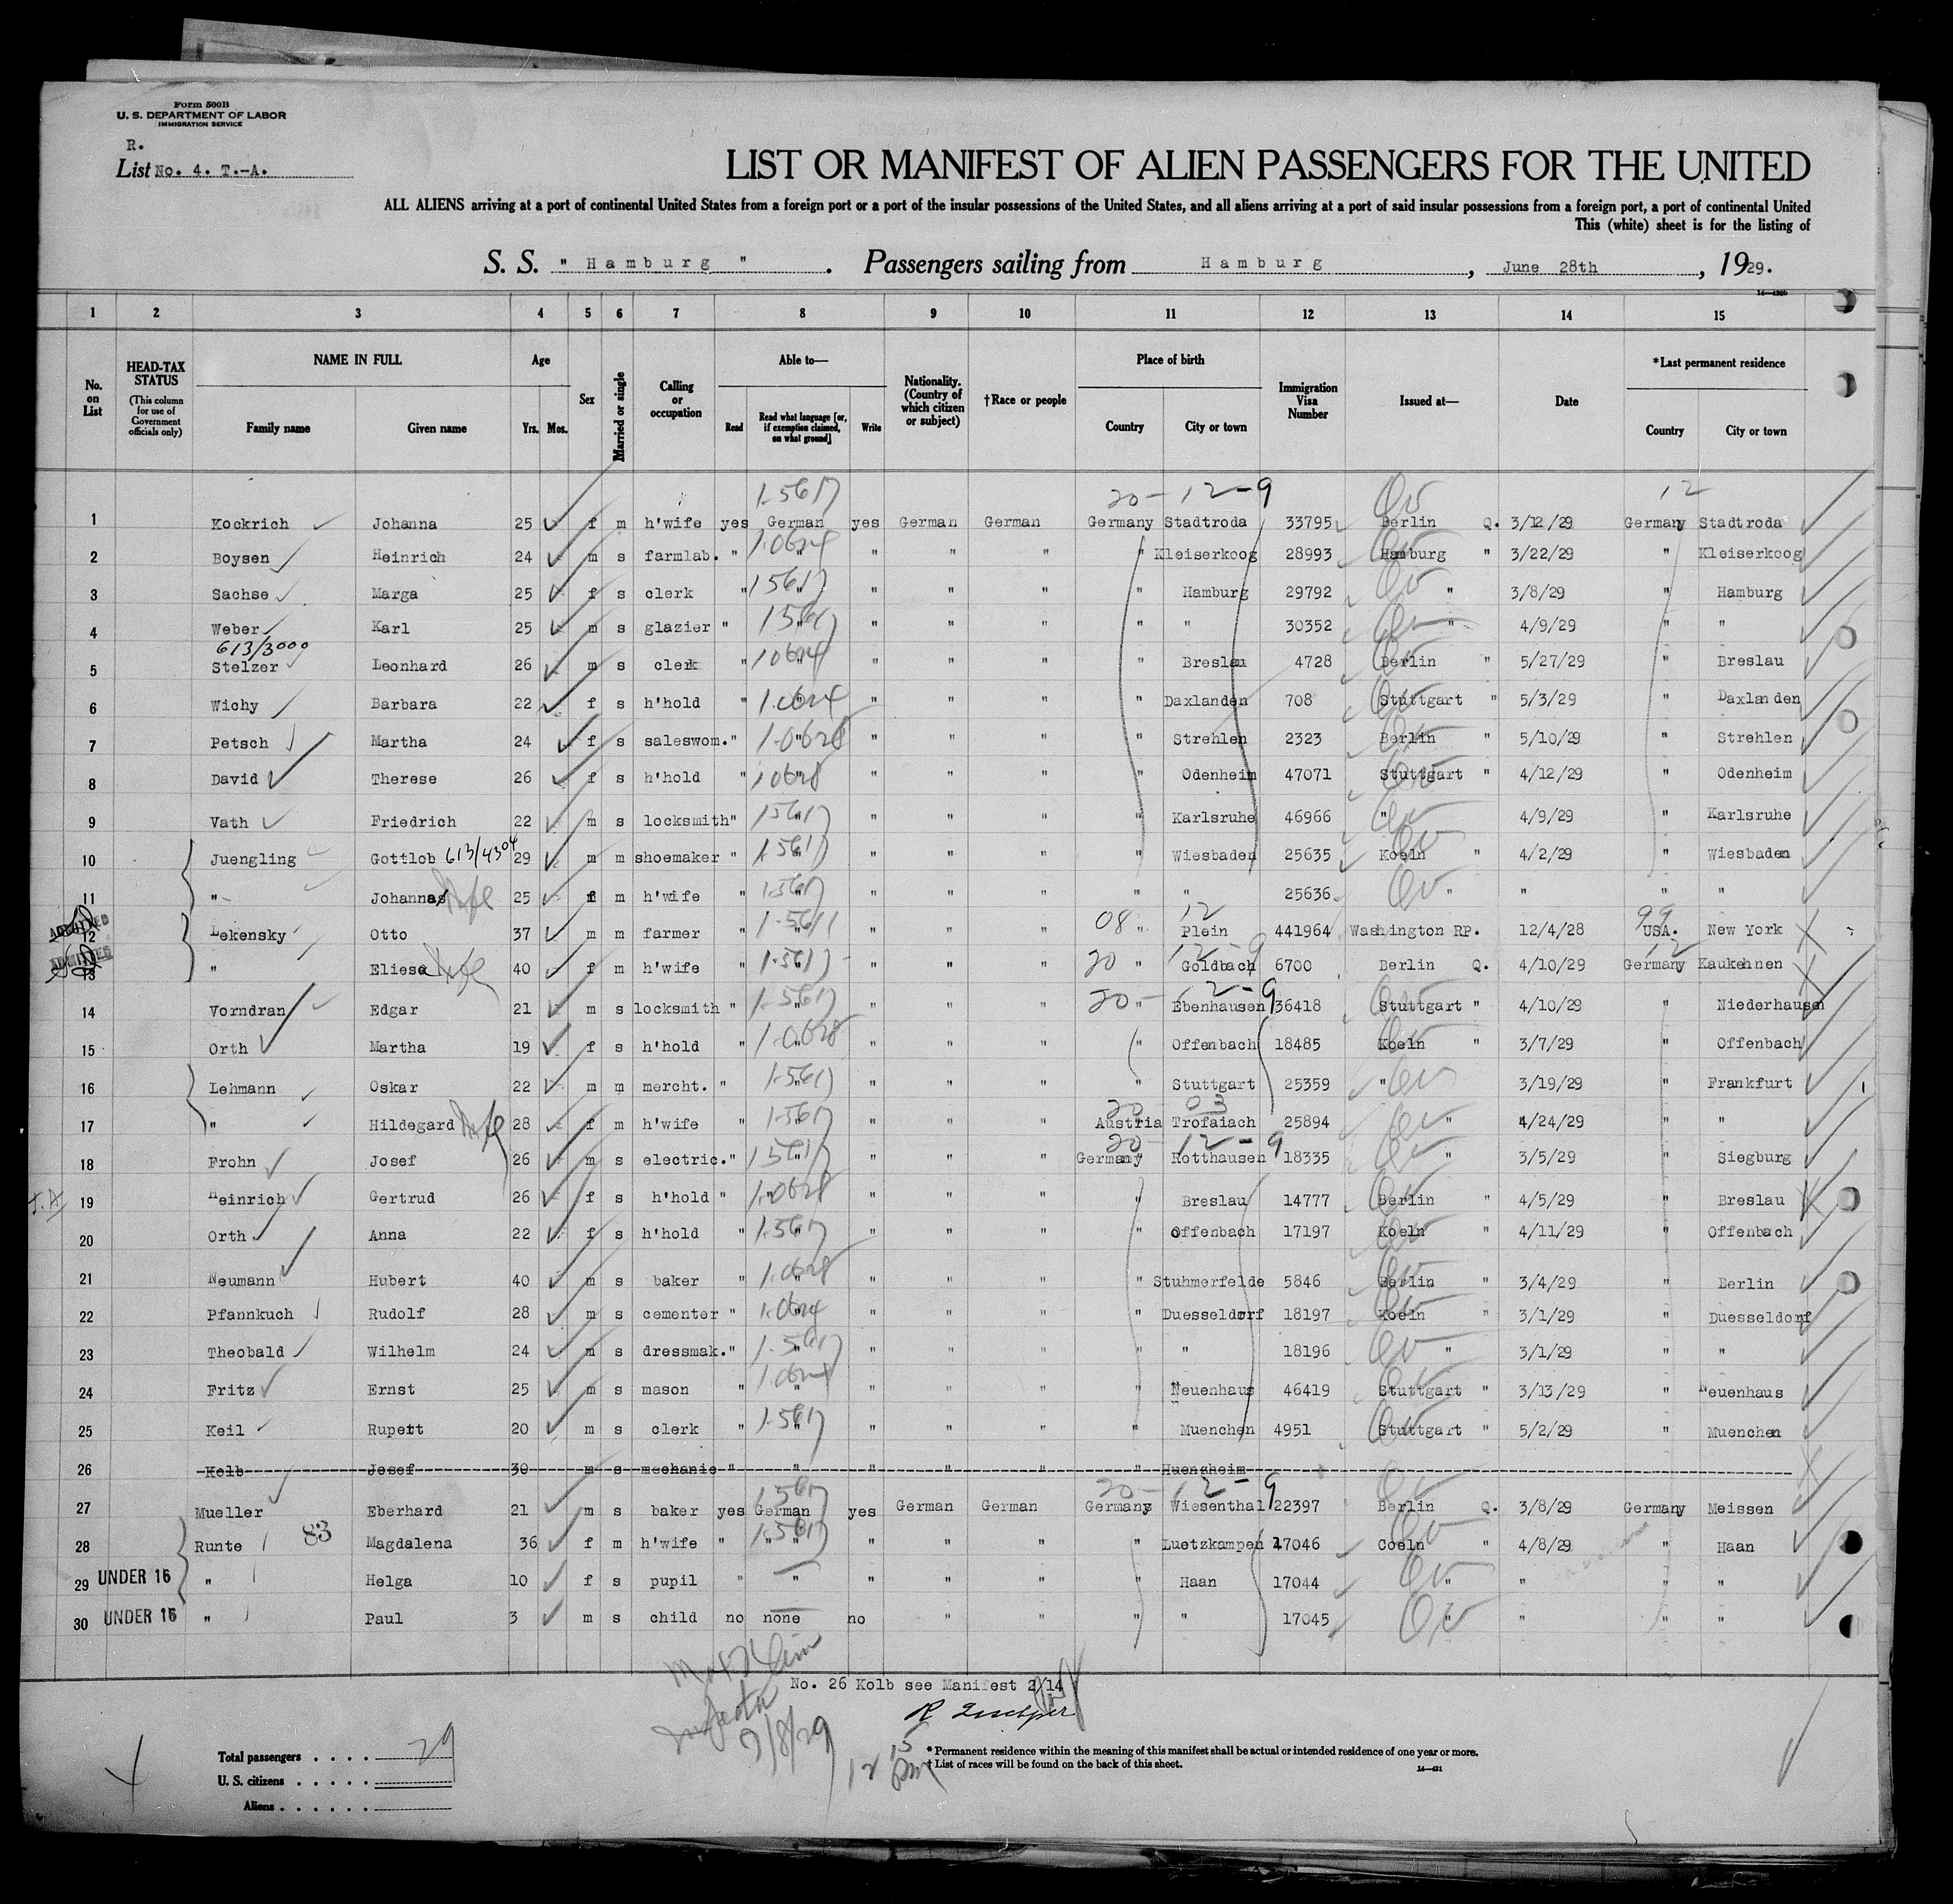 Form 500B
U. S. DEPARTMENT OF LABOR
IMMIGRATION SERVICE
R.
List No. 4. T.-A.
LIST OR MANIFEST OF ALIEN PASSENGERS FOR THE UNITED
ALL ALIENS arriving at a port of continental United States from a foreign port or a port of the insular possessions of the United States, and all aliens arriving at a port of said insular possessions from a foreign port, a port of continental United
This (white) sheet is for the listing of
S. S. " Hamburg " . Passengers sailing from Hamburg , June 28th , 1929.
1 2 3 4 5 6 7 8 9 10 11 12 13 14 15
No. on List
HEAD-TAX STATUS (This column for use of Government officials only)
NAME IN FULL Family name Given name
Age Yrs. Mos.
Sex
Married or single
Calling or occupation
Able to— Read Read what language [or, if exemption claimed, on what ground] Write
Nationality. (Country of which citizen or subject)
†Race or people
Place of birth Country City or town
Immigration Visa Number
Issued at—
Date
*Last permanent residence Country City or town
1-5617 20-12-9 12
1 Kockrich Johanna 25 f m h'wife yes German yes German German Germany Stadtroda 33795 Berlin Q. 3/12/29 Germany Stadtroda
2 Boysen Heinrich 24 m s farmlab. " " " " " " Kleiserkoog 28993 Hamburg " 3/22/29 " Kleiserkoog
3 Sachse Marga 25 f s clerk " " " " " " Hamburg 29792 " 3/8/29 " Hamburg
4 Weber Karl 25 m s glazier " " " " " " " 30352 " 4/9/29 " "
613/3000
5 Stelzer Leonhard 26 m s clerk " " " " " " Breslau 4728 Berlin " 5/27/29 " Breslau
6 Wichy Barbara 22 f s h'hold " " " " " " Daxlanden 708 Stuttgart " 5/3/29 " Daxlanden
7 Petsch Martha 24 f s saleswom. " " " " " " Strehlen 2323 Berlin " 5/10/29 " Strehlen
8 David Therese 26 f s h'hold " " " " " " Odenheim 47071 Stuttgart " 4/12/29 " Odenheim
9 Vath Friedrich 22 m s locksmith " " " " " " Karlsruhe 46966 " 4/9/29 " Karlsruhe
10 Juengling Gottlob 613/4304 29 m m shoemaker " " " " " " Wiesbaden 25635 Koeln " 4/2/29 " Wiesbaden
11 " Johanna wife 25 f m h'wife " " " " " " " 25636 " " " "
ADMITTED 12 Lekensky Otto 37 m m farmer " " " " " 08 " Plein 441964 Washington RP. 12/4/28 99 USA. New York
ADMITTED 13 " Eliese wife 40 f m h'wife " " " " " 20 " Goldbach 6700 Berlin Q. 4/10/29 Germany Kaukehnen
14 Vorndran Edgar 21 m s locksmith " " " " " " Ebenhausen 36418 Stuttgart " 4/10/29 " Niederhausen
15 Orth Martha 19 f s h'hold " " " " " " Offenbach 18485 Koeln " 3/7/29 " Offenbach
16 Lehmann Oskar 22 m m mercht. " " " " " " Stuttgart 25359 " 3/19/29 " Frankfurt
17 " Hildegard wife 28 f m h'wife " " " " " Austria Trofaiach 25894 " 4/24/29 " "
18 Frohn Josef 26 m s electric. " " " " " Germany Rotthausen 18335 " 3/5/29 " Siegburg
19 Heinrich Gertrud 26 f s h'hold " " " " " " Breslau 14777 Berlin " 4/5/29 " Breslau
20 Orth Anna 22 f s h'hold " " " " " " Offenbach 17197 Koeln " 4/11/29 " Offenbach
21 Neumann Hubert 40 m s baker " " " " " " Stuhmerfelde 5846 Berlin " 3/4/29 " Berlin
22 Pfannkuch Rudolf 28 m s cementer " " " " " " Duesseldorf 18197 Koeln " 3/1/29 " Duesseldorf
23 Theobald Wilhelm 24 m s dressmak. " " " " " " " 18196 " 3/1/29 " "
24 Fritz Ernst 25 m s mason " " " " " " Neuenhaus 46419 Stuttgart " 3/13/29 " Neuenhaus
25 Keil Rupert 20 m s clerk " " " " " " Muenchen 4951 Stuttgart " 5/2/29 " Muenchen
26 Kolb Josef 30 m s mechanic " " " " " " Huengheim
27 Mueller Eberhard 21 m s baker yes German yes German German Germany Wiesenthal 22397 Berlin Q. 3/8/29 Germany Meissen
28 Runte 83 Magdalena 36 f m h'wife " " " " " " Luetzkampen 17046 Coeln " 4/8/29 " Haan
29 UNDER 16 " Helga 10 f s pupil " " " " " " Haan 17044 " " " "
30 UNDER 16 " Paul 3 m s child no none no " " " " 17045 " " " "
No. 26 Kolb see Manifest 2/14
7/8/29
12 15 pm
Total passengers . . . . 29
U. S. citizens . . . . .
Aliens . . . . . .
* Permanent residence within the meaning of this manifest shall be actual or intended residence of one year or more.
† List of races will be found on the back of this sheet.
14—431